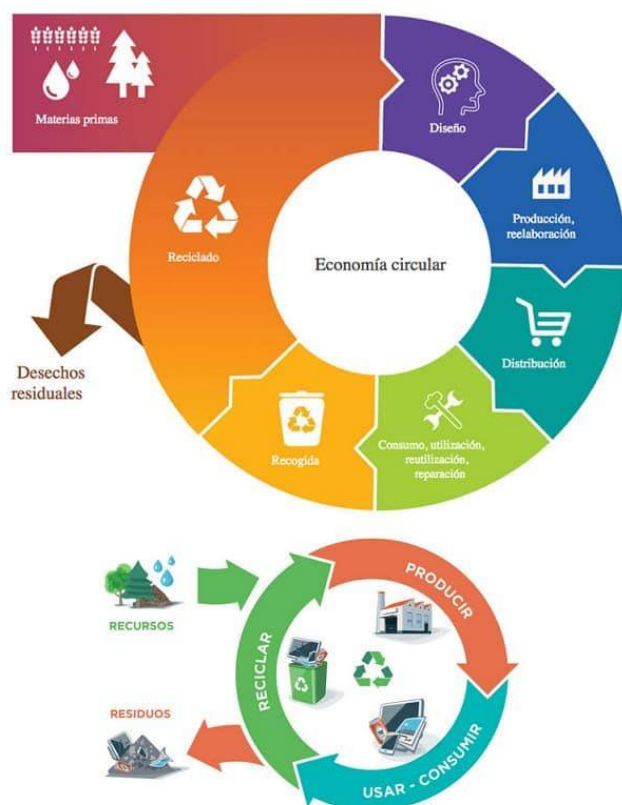 Materias primas
Diseño
Producción,
reelaboración
Reciclado
Economía circular
Distribución
Desechos
residuales
Consumo, utilización,
reutilización,
reparación
Recogida
RECURSOS
PRODUCIR
RECICLAR
RESIDUOS
USAR - CONSUMIR